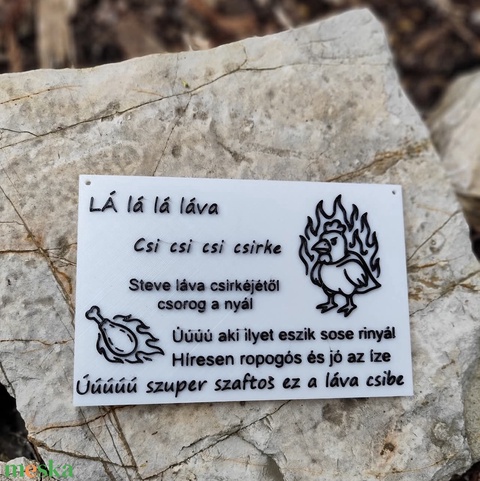 LÁ lá lá láva
Csi csi csi csirke
Steve láva csirkéjétől
csorog a nyál
Úúúú aki ilyet eszik sose rinyál
Híresen ropogós és jó az íze
Úúúúú szuper szaftos ez a láva csibe
meska